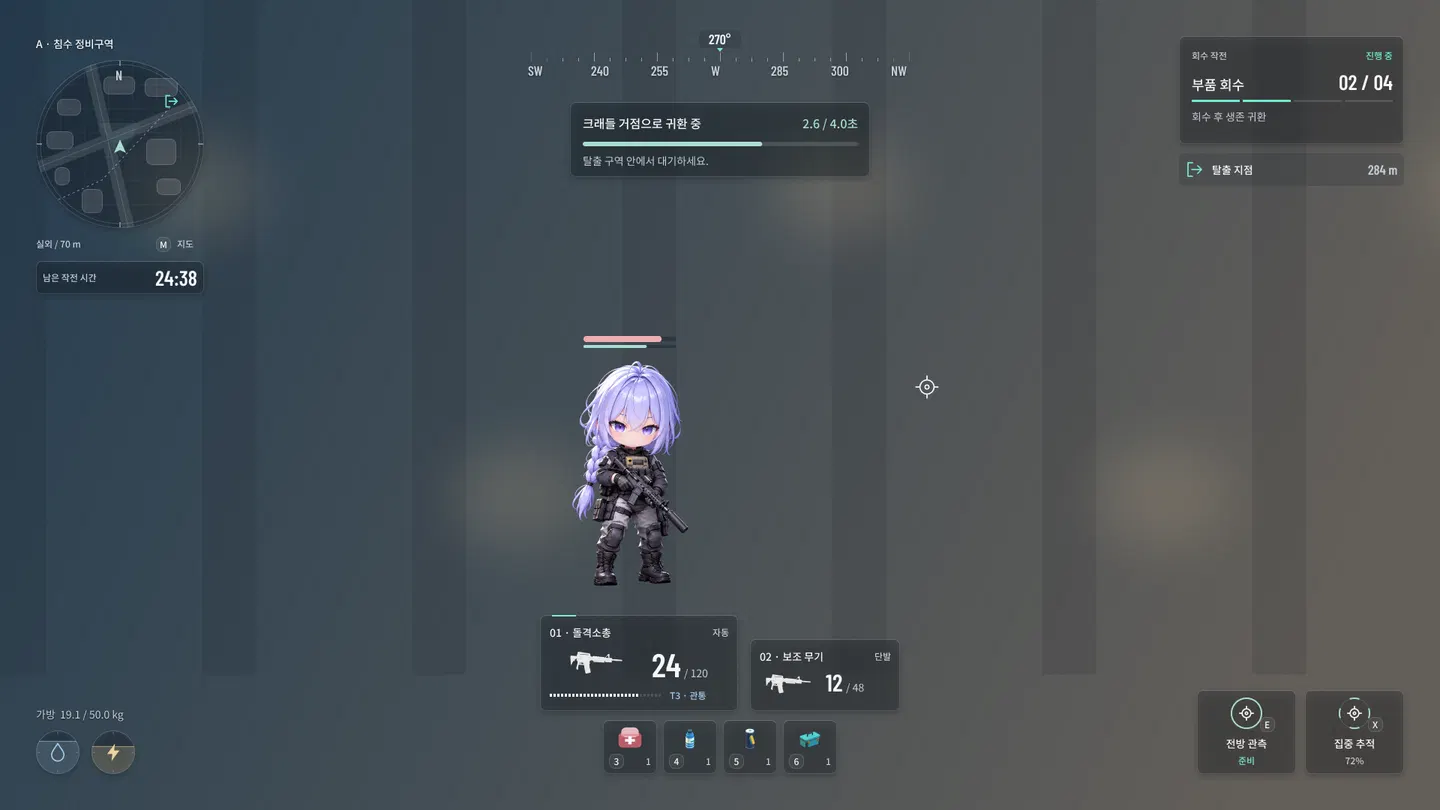 A · 침수 정비구역
N
실외 / 70 m
M 지도
남은 작전 시간 24:38
270°
SW 240 255 W 285 300 NW
크래들 거점으로 귀환 중 2.6 / 4.0초
탈출 구역 안에서 대기하세요.
회수 작전 진행 중
부품 회수 02 / 04
회수 후 생존 귀환
탈출 지점 284 m
01 · 돌격소총 자동
24 / 120
T3 · 관통
02 · 보조 무기 단발
12 / 48
3 1
4 1
5 1
6 1
가방 19.1 / 50.0 kg
E
전방 관측
준비
X
집중 추적
72%